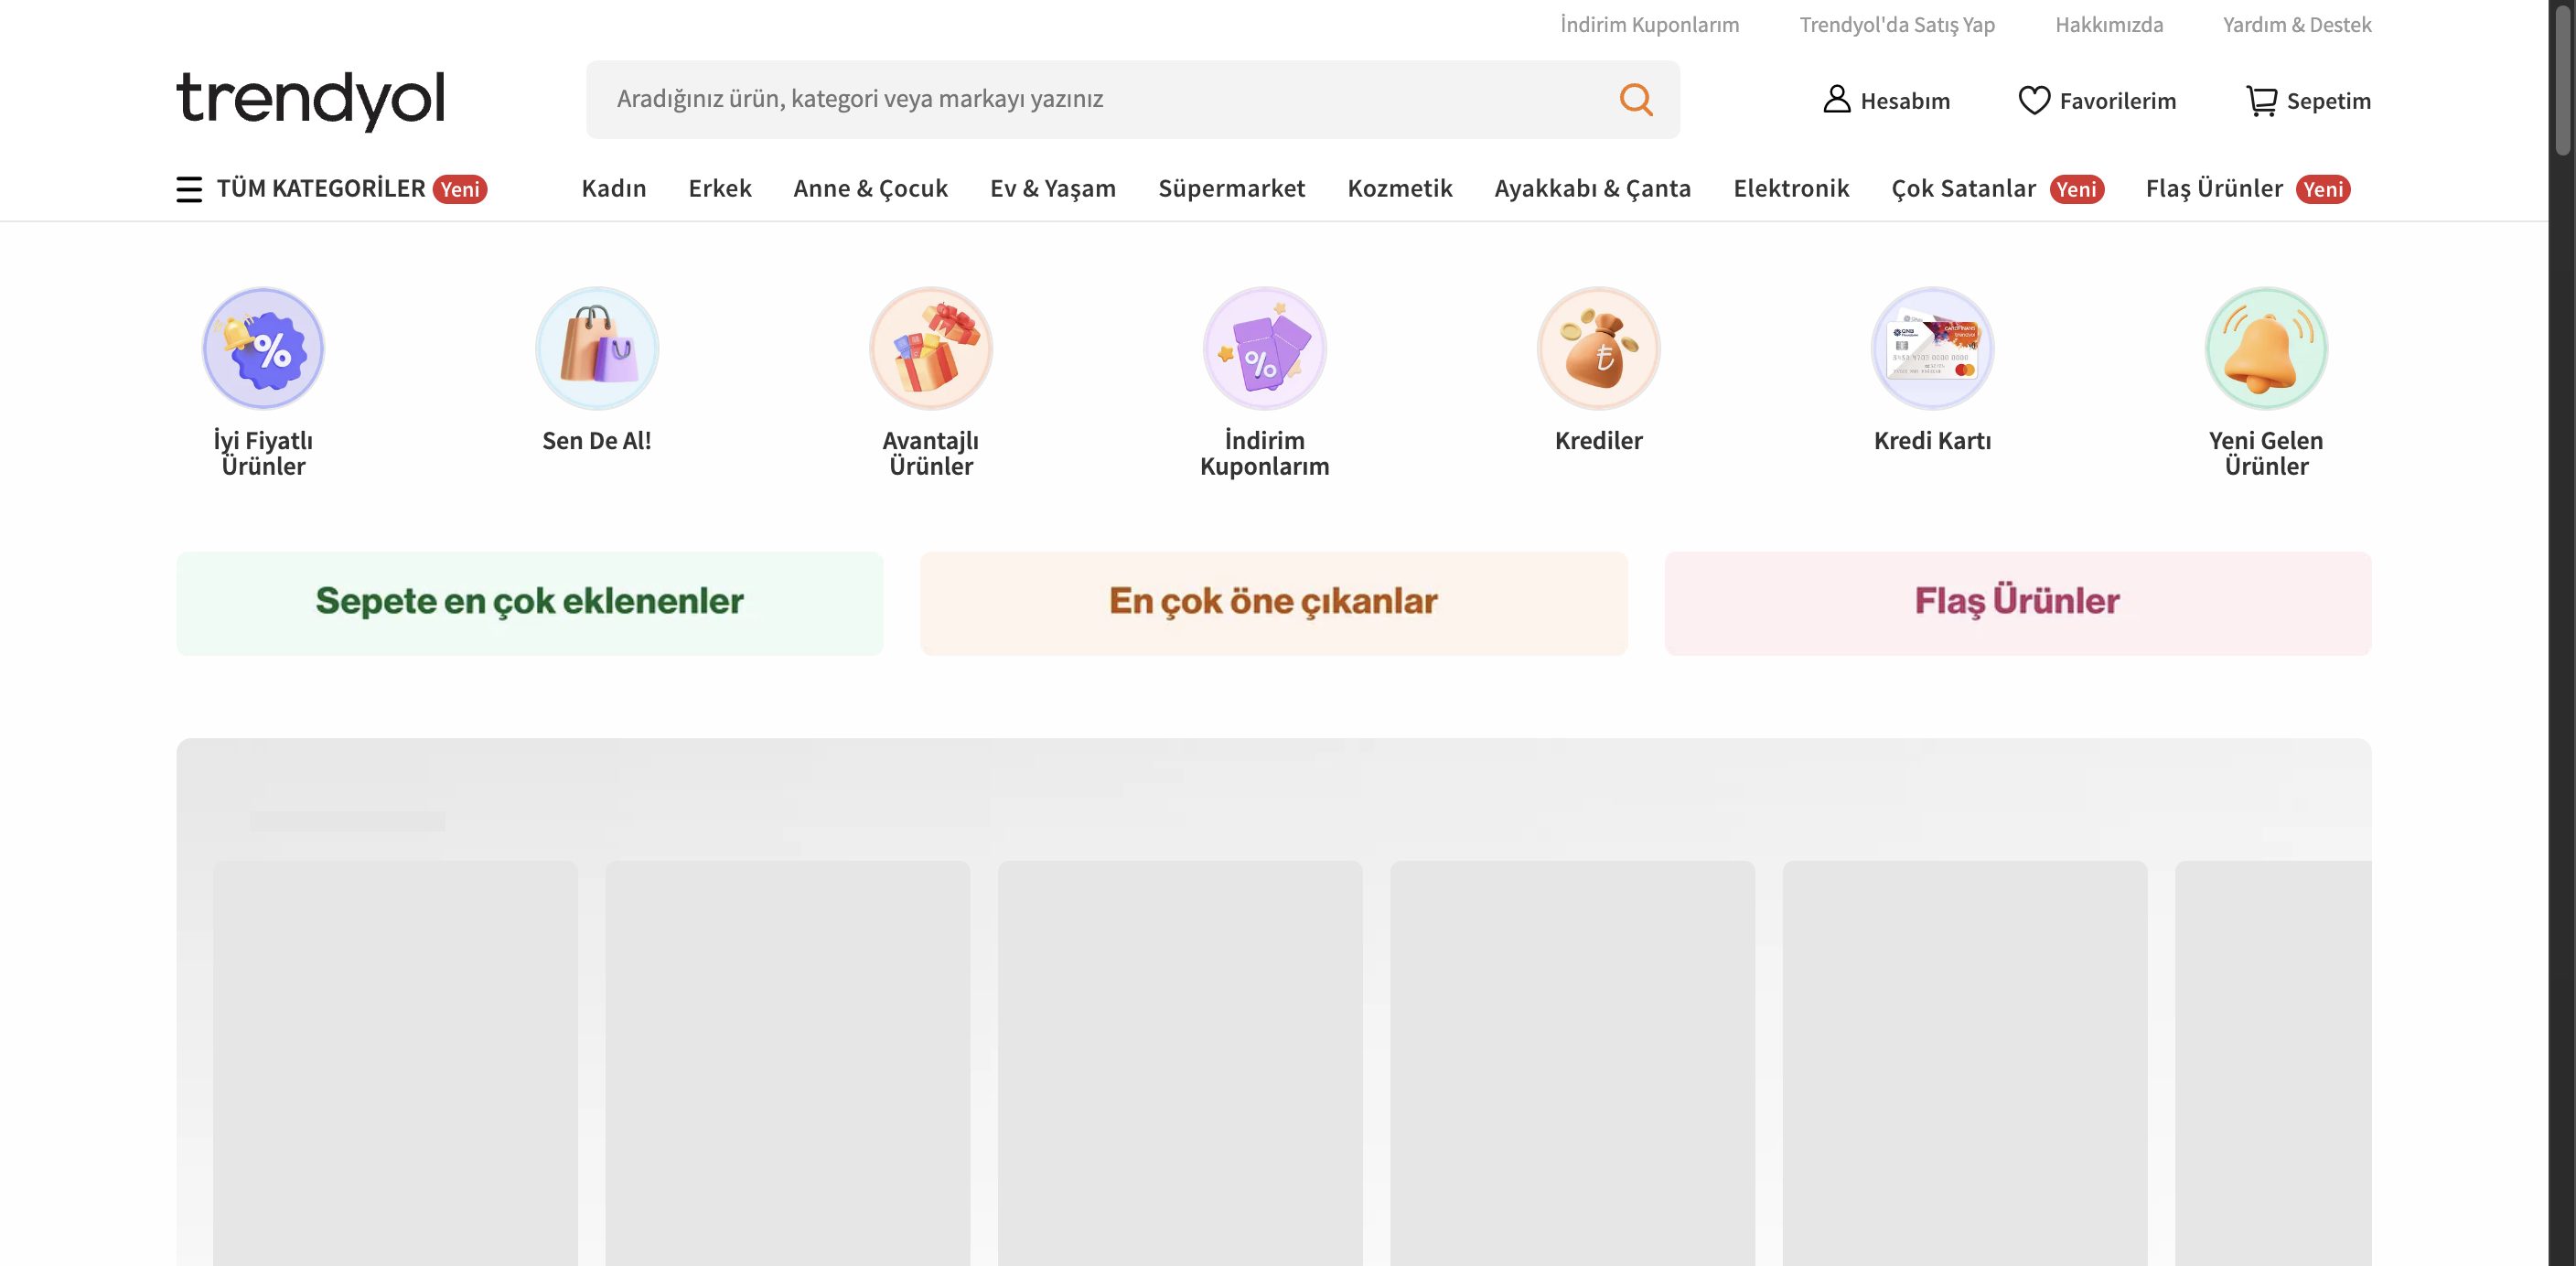 İndirim Kuponlarım Trendyol'da Satış Yap Hakkımızda Yardım & Destek
trendyol
Aradığınız ürün, kategori veya markayı yazınız
Hesabım Favorilerim Sepetim
TÜM KATEGORİLER Yeni Kadın Erkek Anne & Çocuk Ev & Yaşam Süpermarket Kozmetik Ayakkabı & Çanta Elektronik Çok Satanlar Yeni Flaş Ürünler Yeni
İyi Fiyatlı
Ürünler
Sen De Al!
Avantajlı
Ürünler
İndirim
Kuponlarım
Krediler
Kredi Kartı
Yeni Gelen
Ürünler
Sepete en çok eklenenler
En çok öne çıkanlar
Flaş Ürünler